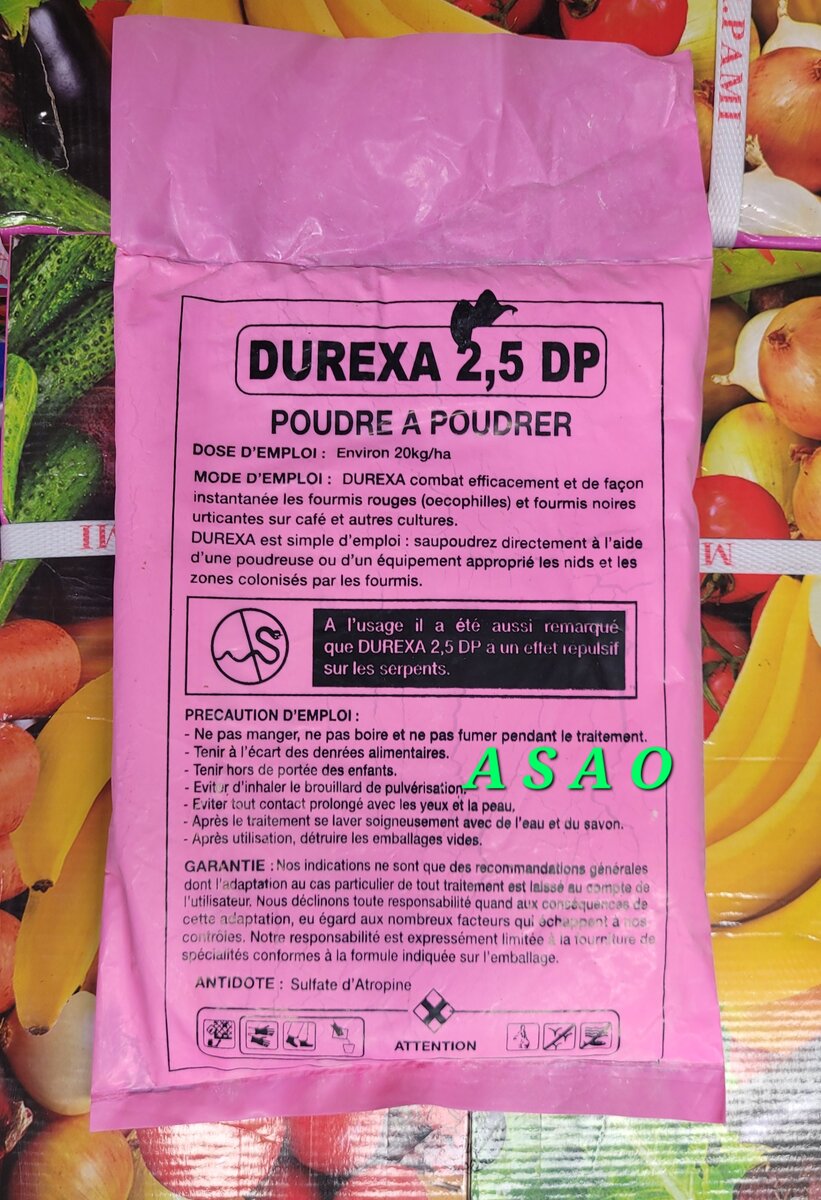 .PAMI
DUREXA 2,5 DP
POUDRE A POUDRER
DOSE D'EMPLOI : Environ 20kg/ha
MODE D'EMPLOI : DUREXA combat efficacement et de façon
instantanée les fourmis rouges (oecophilles) et fourmis noires
urticantes sur café et autres cultures.
DUREXA est simple d'emploi : saupoudrez directement à l'aide
d'une poudreuse ou d'un équipement approprié les nids et les
zones colonisés par les fourmis.
A l'usage il a été aussi remarqué
que DUREXA 2,5 DP a un effet répulsif
sur les serpents.
PRECAUTION D'EMPLOI :
- Ne pas manger, ne pas boire et ne pas fumer pendant le traitement.
- Tenir à l'écart des denrées alimentaires.
- Tenir hors de portée des enfants.
- Eviter d'inhaler le brouillard de pulvérisation.
- Eviter tout contact prolongé avec les yeux et la peau.
- Après le traitement se laver soigneusement avec de l'eau et du savon.
- Après utilisation, détruire les emballages vides.
ASAO
GARANTIE : Nos indications ne sont que des recommandations générales
dont l'adaptation au cas particulier de tout traitement est laissé au compte de
l'utilisateur. Nous déclinons toute responsabilité quand aux conséquences de
cette adaptation, eu égard aux nombreux facteurs qui échappent à nos
contrôles. Notre responsabilité est expressément limitée à la fourniture de
spécialités conformes à la formule indiquée sur l'emballage.
ANTIDOTE : Sulfate d'Atropine
ATTENTION